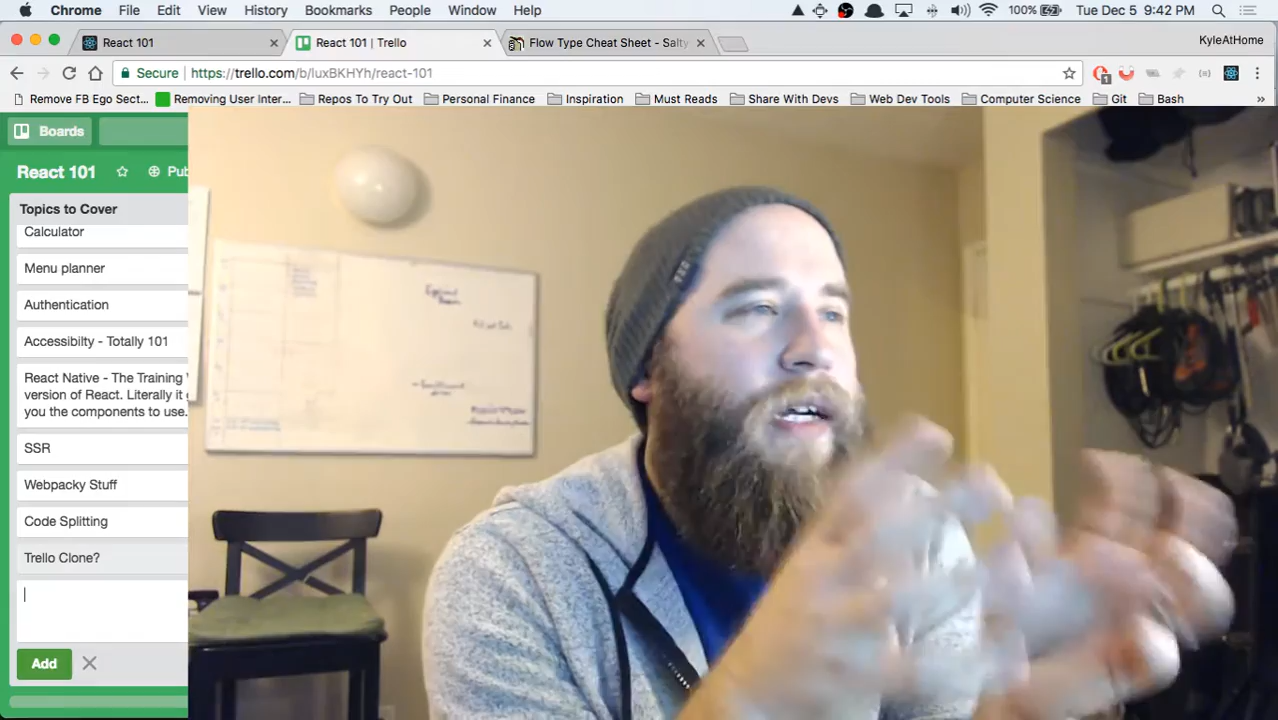 Chrome File Edit View History Bookmarks People Window Help 100% Tue Dec 5 9:42 PM
React 101 React 101 | Trello Flow Type Cheat Sheet - Salty KyleAtHome
Secure https://trello.com/b/luxBKHYh/react-101 1
Remove FB Ego Sect... Removing User Inter... Repos To Try Out Personal Finance Inspiration Must Reads Share With Devs Web Dev Tools Computer Science Git Bash »
Boards
React 101 Pub
Topics to Cover
Calculator
Menu planner
Authentication
Accessibilty - Totally 101
React Native - The Training
version of React. Literally it
you the components to use.
SSR
Webpacky Stuff
Code Splitting
Trello Clone?
Add